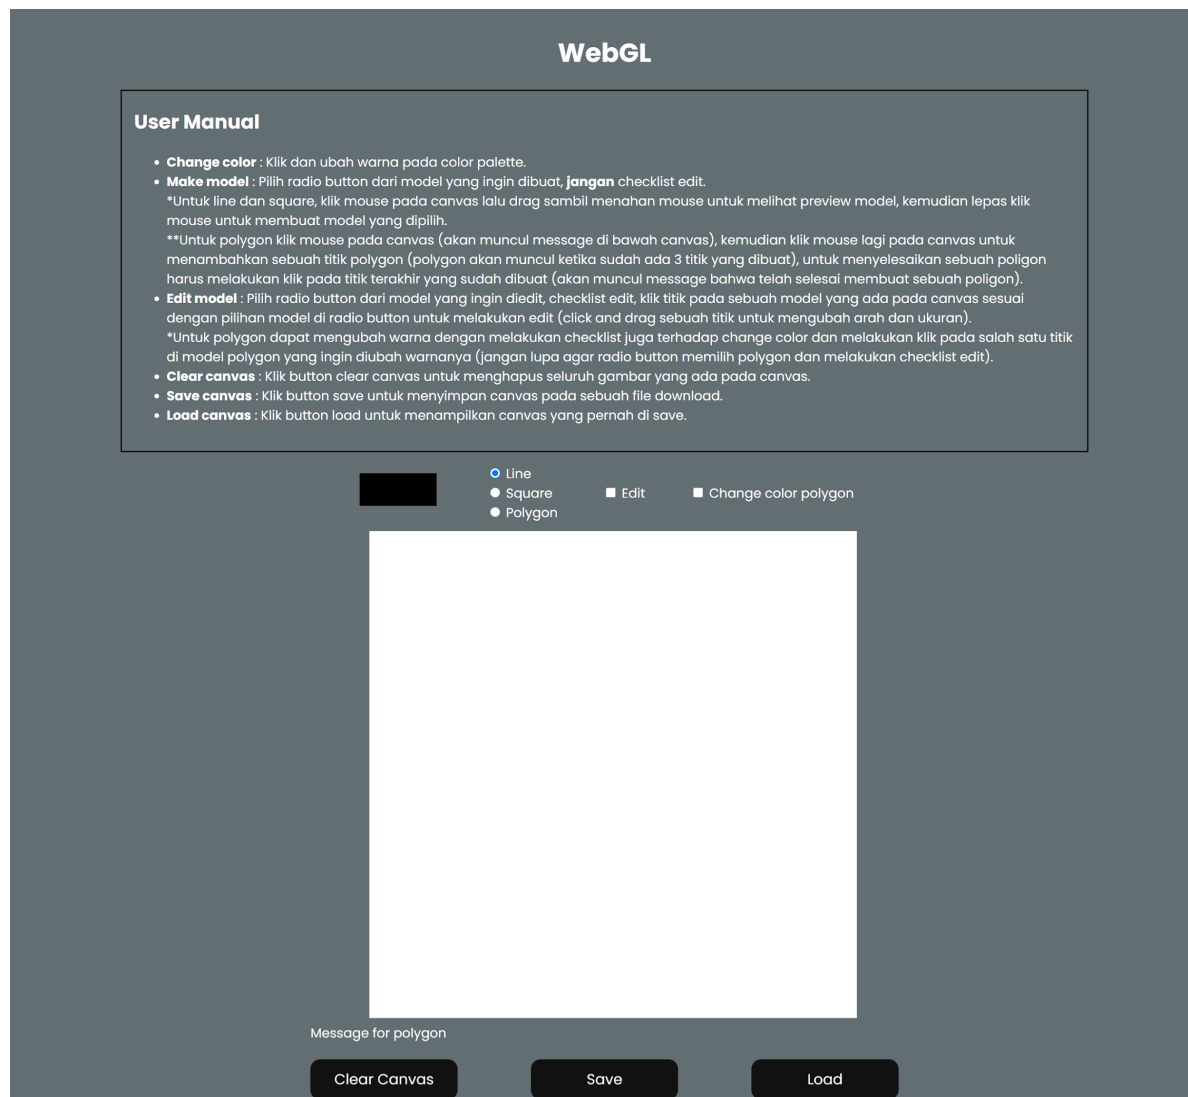 WebGL
User Manual
• Change color : Klik dan ubah warna pada color palette.
• Make model : Pilih radio button dari model yang ingin dibuat, jangan checklist edit.
*Untuk line dan square, klik mouse pada canvas lalu drag sambil menahan mouse untuk melihat preview model, kemudian lepas klik
mouse untuk membuat model yang dipilih.
**Untuk polygon klik mouse pada canvas (akan muncul message di bawah canvas), kemudian klik mouse lagi pada canvas untuk
menambahkan sebuah titik polygon (polygon akan muncul ketika sudah ada 3 titik yang dibuat), untuk menyelesaikan sebuah poligon
harus melakukan klik pada titik terakhir yang sudah dibuat (akan muncul message bahwa telah selesai membuat sebuah poligon).
• Edit model : Pilih radio button dari model yang ingin diedit, checklist edit, klik titik pada sebuah model yang ada pada canvas sesuai
dengan pilihan model di radio button untuk melakukan edit (click and drag sebuah titik untuk mengubah arah dan ukuran).
*Untuk polygon dapat mengubah warna dengan melakukan checklist juga terhadap change color dan melakukan klik pada salah satu titik
di model polygon yang ingin diubah warnanya (jangan lupa agar radio button memilih polygon dan melakukan checklist edit).
• Clear canvas : Klik button clear canvas untuk menghapus seluruh gambar yang ada pada canvas.
• Save canvas : Klik button save untuk menyimpan canvas pada sebuah file download.
• Load canvas : Klik button load untuk menampilkan canvas yang pernah di save.
Line
Square
Polygon
Edit
Change color polygon
Message for polygon
Clear Canvas
Save
Load